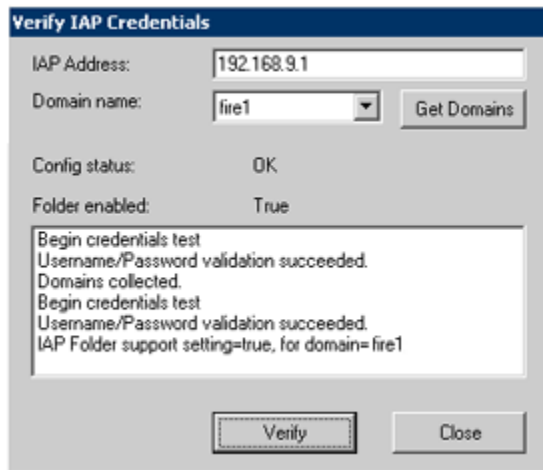 Verify IAP Credentials
IAP Address: 192.168.9.1
Domain name: fire1 Get Domains
Config status: OK
Folder enabled: True
Begin credentials test
Username/Password validation succeeded.
Domains collected.
Begin credentials test
Username/Password validation succeeded.
IAP Folder support setting=true, for domain= fire1
Verify Close